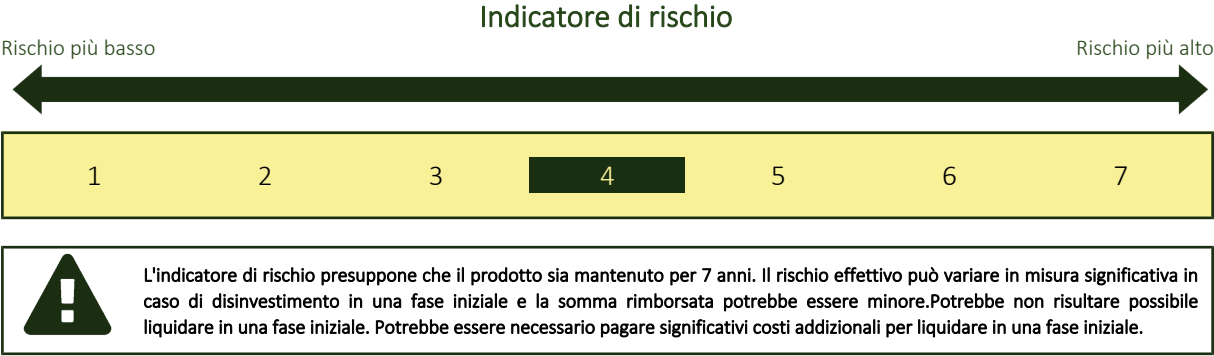 Indicatore di rischio
Rischio più basso Rischio più alto
1 2 3 4 5 6 7
L'indicatore di rischio presuppone che il prodotto sia mantenuto per 7 anni. Il rischio effettivo può variare in misura significativa in
caso di disinvestimento in una fase iniziale e la somma rimborsata potrebbe essere minore.Potrebbe non risultare possibile
liquidare in una fase iniziale. Potrebbe essere necessario pagare significativi costi addizionali per liquidare in una fase iniziale.